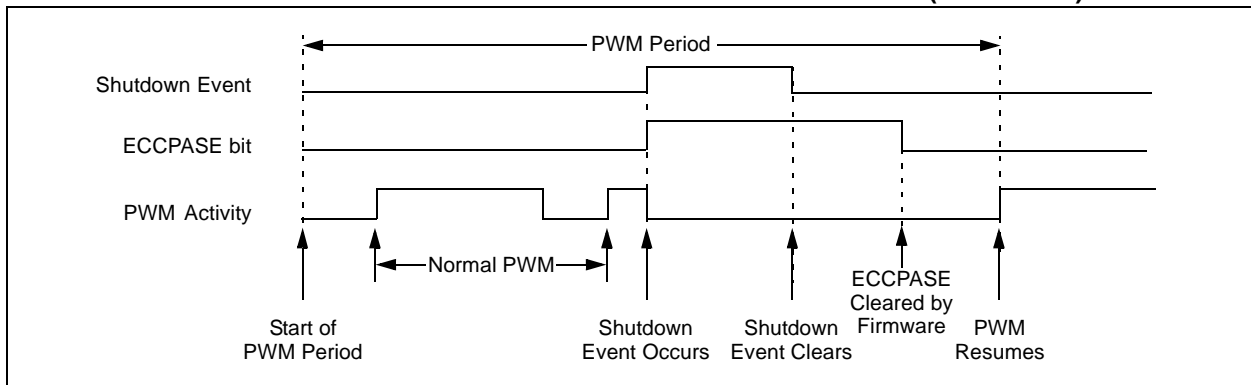 PWM Period
Shutdown Event
ECCPASE bit
PWM Activity
Normal PWM
Start of
PWM Period
Shutdown
Event Occurs
Shutdown
Event Clears
ECCPASE
Cleared by
Firmware
PWM
Resumes